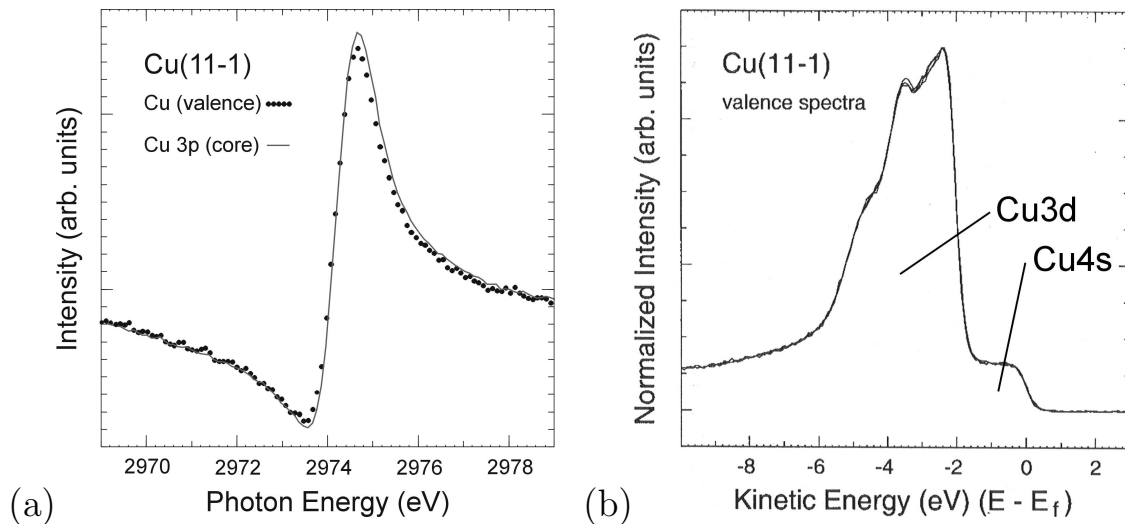 Cu(11-1)
Cu (valence)
Cu 3p (core)
Intensity (arb. units)
2970 2972 2974 2976 2978
Photon Energy (eV)
(a)
Cu(11-1)
valence spectra
Cu3d
Cu4s
Normalized Intensity (arb. units)
-8 -6 -4 -2 0 2
Kinetic Energy (eV) (E - Ef)
(b)